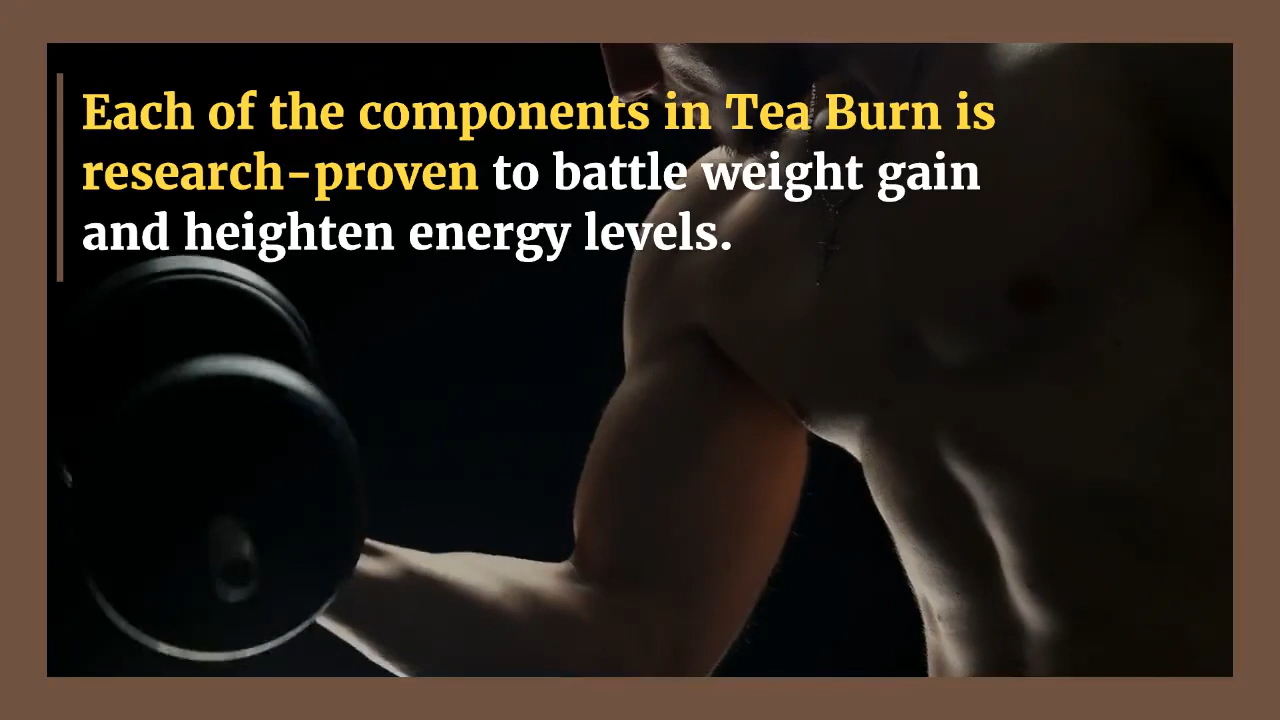 Each of the components in Tea Burn is
research-proven to battle weight gain
and heighten energy levels.